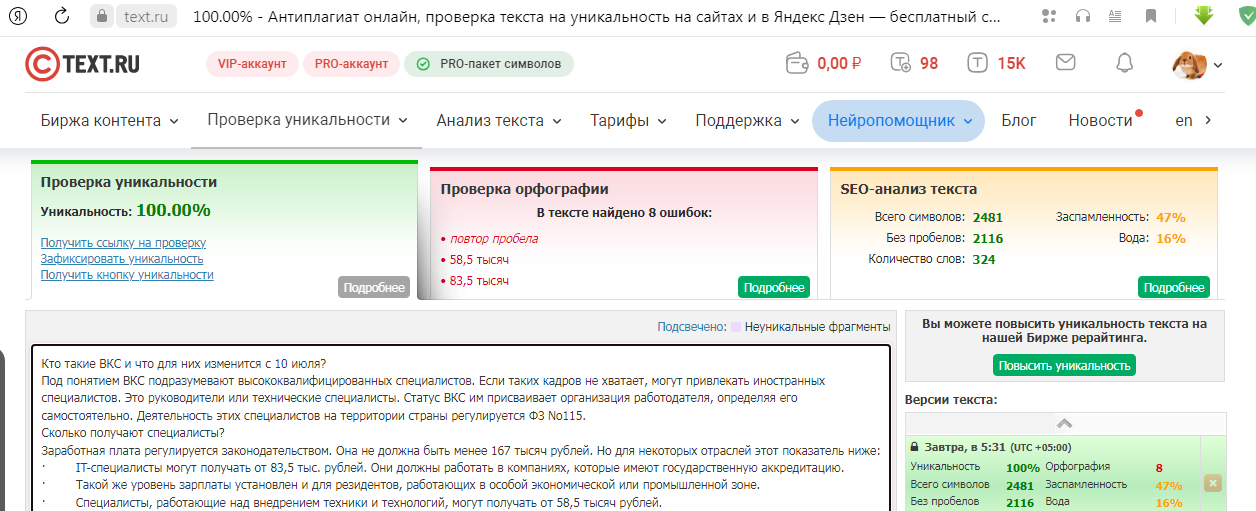 Я text.ru 100.00% - Антиплагиат онлайн, проверка текста на уникальность на сайтах и в Яндекс Дзен — бесплатный с...
C TEXT.RU VIP-аккаунт PRO-аккаунт PRO-пакет символов 0,00 ₽ 98 15K
Биржа контента Проверка уникальности Анализ текста Тарифы Поддержка Нейропомощник Блог Новости en
Проверка уникальности
Уникальность: 100.00%
Получить ссылку на проверку
Зафиксировать уникальность
Получить кнопку уникальности
Подробнее
Проверка орфографии
В тексте найдено 8 ошибок:
• повтор пробела
• 58,5 тысяч
• 83,5 тысяч
Подробнее
SEO-анализ текста
Всего символов: 2481 Заспамленность: 47%
Без пробелов: 2116 Вода: 16%
Количество слов: 324
Подробнее
Подсвечено: Неуникальные фрагменты
Кто такие ВКС и что для них изменится с 10 июля?
Под понятием ВКС подразумевают высококвалифицированных специалистов. Если таких кадров не хватает, могут привлекать иностранных
специалистов. Это руководители или технические специалисты. Статус ВКС им присваивает организация работодателя, определяя его
самостоятельно. Деятельность этих специалистов на территории страны регулируется ФЗ No115.
Сколько получают специалисты?
Заработная плата регулируется законодательством. Она не должна быть менее 167 тысяч рублей. Но для некоторых отраслей этот показатель ниже:
· IT-специалисты могут получать от 83,5 тыс. рублей. Они должны работать в компаниях, которые имеют государственную аккредитацию.
· Такой же уровень зарплаты установлен и для резидентов, работающих в особой экономической или промышленной зоне.
· Специалисты, работающие над внедрением техники и технологий, могут получать от 58,5 тысяч рублей.
Вы можете повысить уникальность текста на
нашей Бирже рерайтинга.
Повысить уникальность
Версии текста:
Завтра, в 5:31 (UTC +05:00)
Уникальность 100% Орфография 8
Всего символов 2481 Заспамленность 47%
Без пробелов 2116 Вода 16%